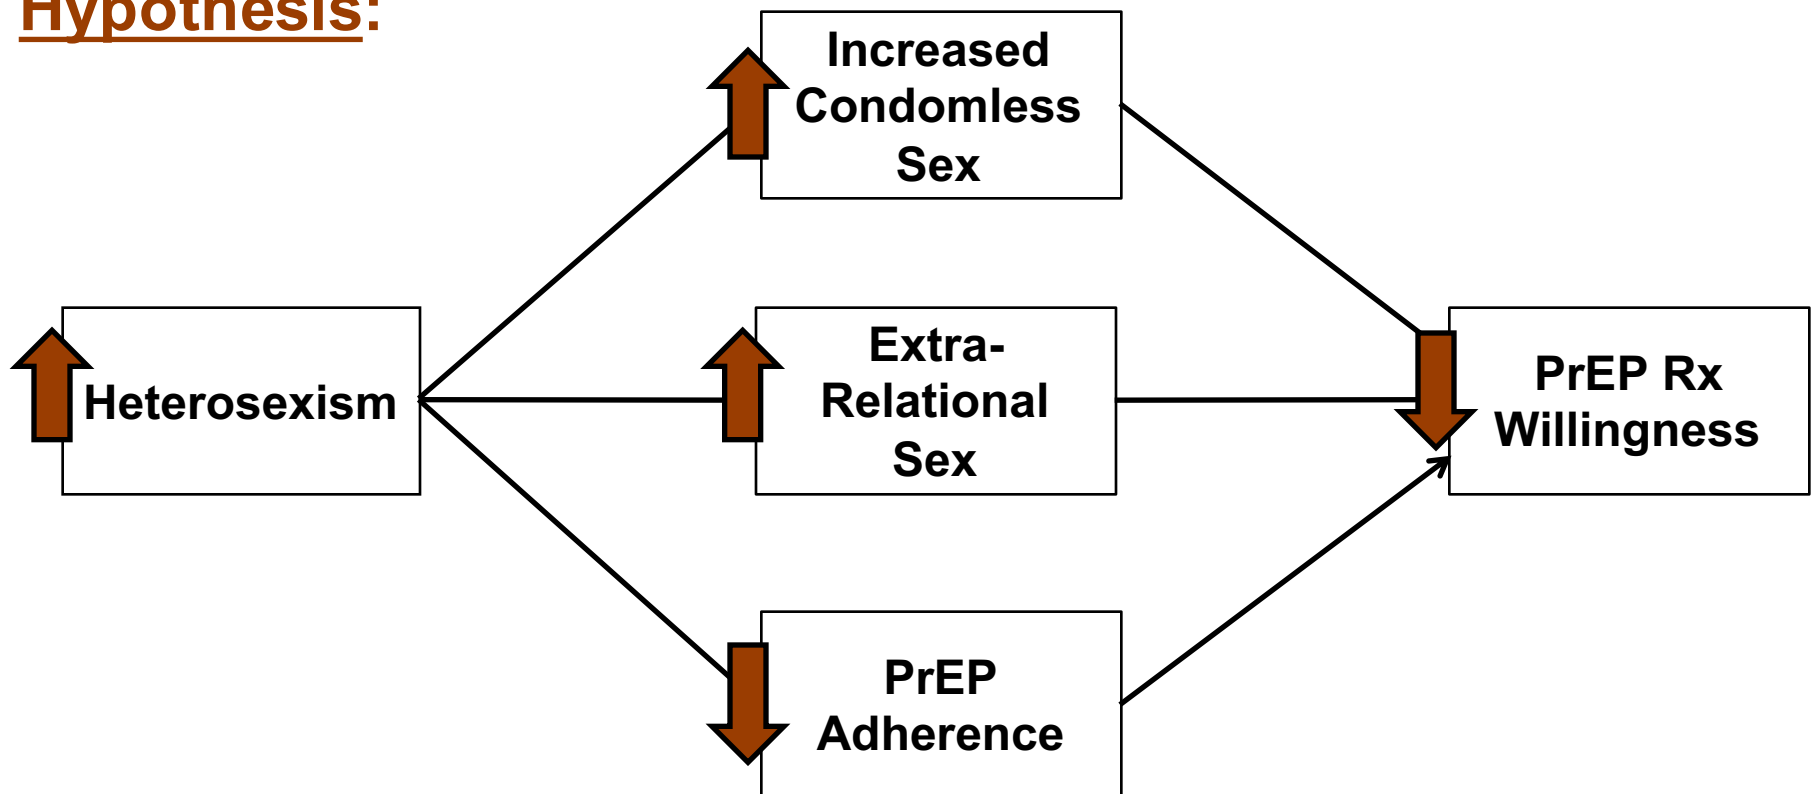 Hypothesis:
Increased
Condomless
Sex
Heterosexism
Extra-
Relational
Sex
PrEP Rx
Willingness
PrEP
Adherence